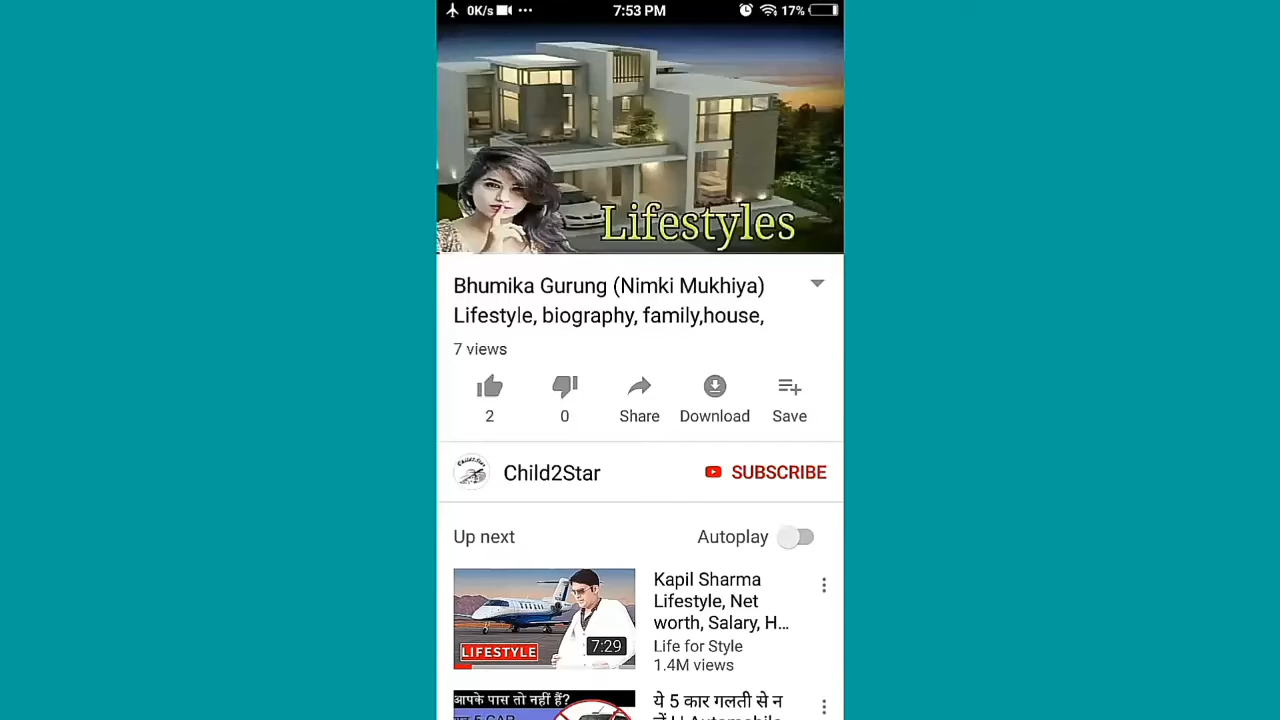 0K/s ... 7:53 PM 17%
Lifestyles
Bhumika Gurung (Nimki Mukhiya)
Lifestyle, biography, family,house,
7 views
2 0 Share Download Save
Child2Star SUBSCRIBE
Up next Autoplay
Kapil Sharma
Lifestyle, Net
worth, Salary, H...
Life for Style
1.4M views
LIFESTYLE 7:29
आपके पास तो नहीं हैं?
5 CAR
ये 5 कार गलती से न